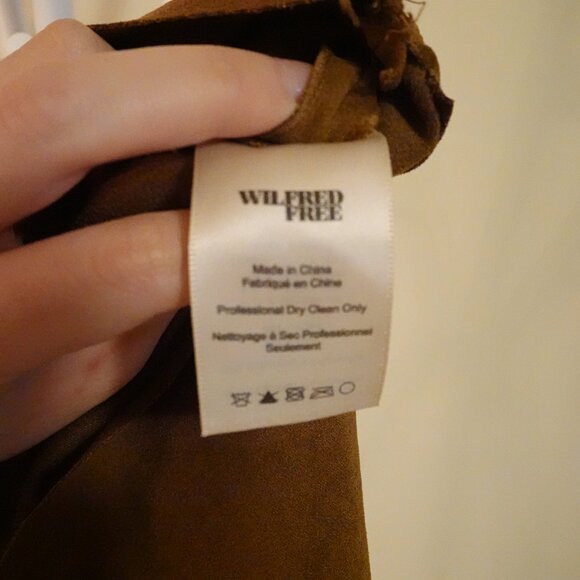 WILFRED
FREE
Made in China
Fabriqué en Chine
Professional Dry Clean Only
Nettoyage à Sec Professionnel
Seulement